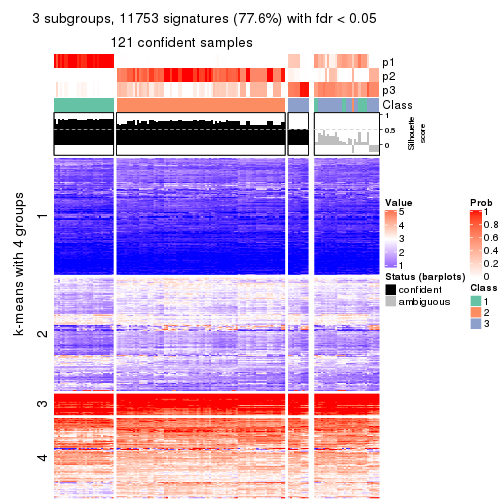 3 subgroups, 11753 signatures (77.6%) with fdr < 0.05
121 confident samples
p1
p2
p3
Class
1
0.5
0
Silhouette
score
k-means with 4 groups
1
2
3
4
Value
5
4
3
2
1
Status (barplots)
confident
ambiguous
Prob
1
0.8
0.6
0.4
0.2
0
Class
1
2
3